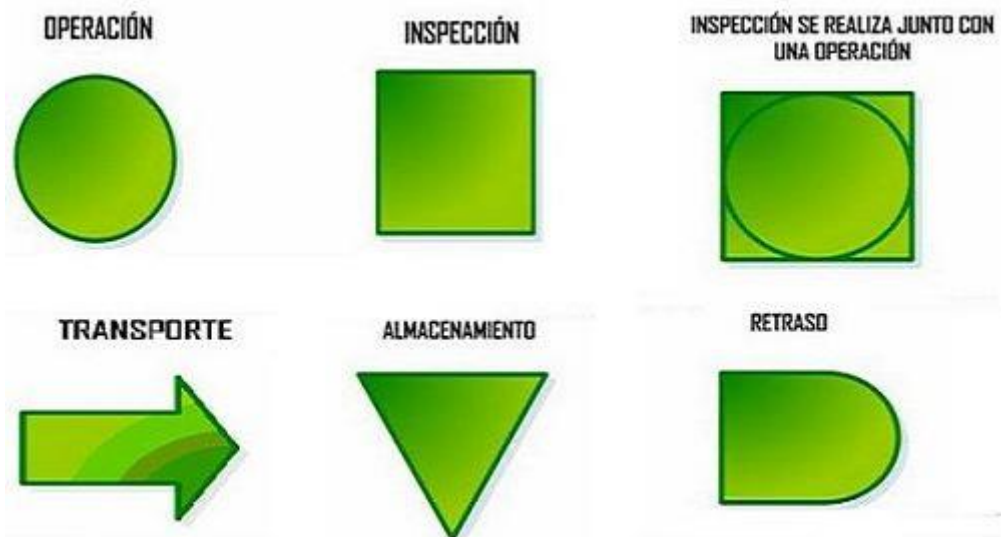 OPERACIÓN
INSPECCIÓN
INSPECCIÓN SE REALIZA JUNTO CON
UNA OPERACIÓN
TRANSPORTE
ALMACENAMIENTO
RETRASO